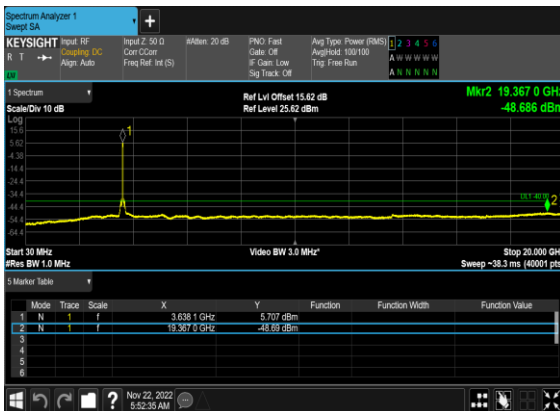 Spectrum Analyzer 1
Swept SA
KEYSIGHT Input: RF Input Z: 50 Ω #Atten: 20 dB PNO: Fast Avg Type: Power (RMS) 1 2 3 4 5 6
R T Coupling: DC Corr CCorr Gate: Off Avg|Hold: 100/100 A W W W W W
Align: Auto Freq Ref: Int (S) IF Gain: Low Trig: Free Run
Sig Track: Off A N N N N N
1 Spectrum Mkr2 19.367 0 GHz
Ref Lvl Offset 15.62 dB
Scale/Div 10 dB Ref Level 25.62 dBm -48.686 dBm
Log
15.6 1
5.62
-4.38
-14.4
-24.4
-34.4
-44.4 2
-54.4
-64.4
Start 30 MHz Video BW 3.0 MHz* Stop 20.000 GHz
#Res BW 1.0 MHz Sweep ~38.3 ms (40001 pts
5 Marker Table
Mode Trace Scale X Y Function Function Width Function Value
1 N 1 f 3.638 1 GHz 5.707 dBm
2 N 1 f 19.367 0 GHz -48.69 dBm
3
4
5
6
? Nov 22, 2022
5:52:35 AM